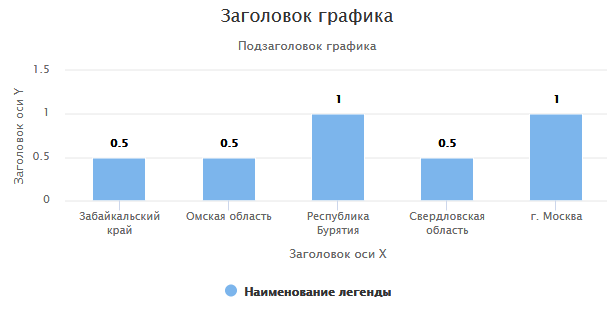 Заголовок графика
Подзаголовок графика
Заголовок оси Y
1.5
1
0.5
0
0.5
0.5
1
0.5
1
Забайкальский
край
Омская область
Республика
Бурятия
Свердловская
область
г. Москва
Заголовок оси X
Наименование легенды